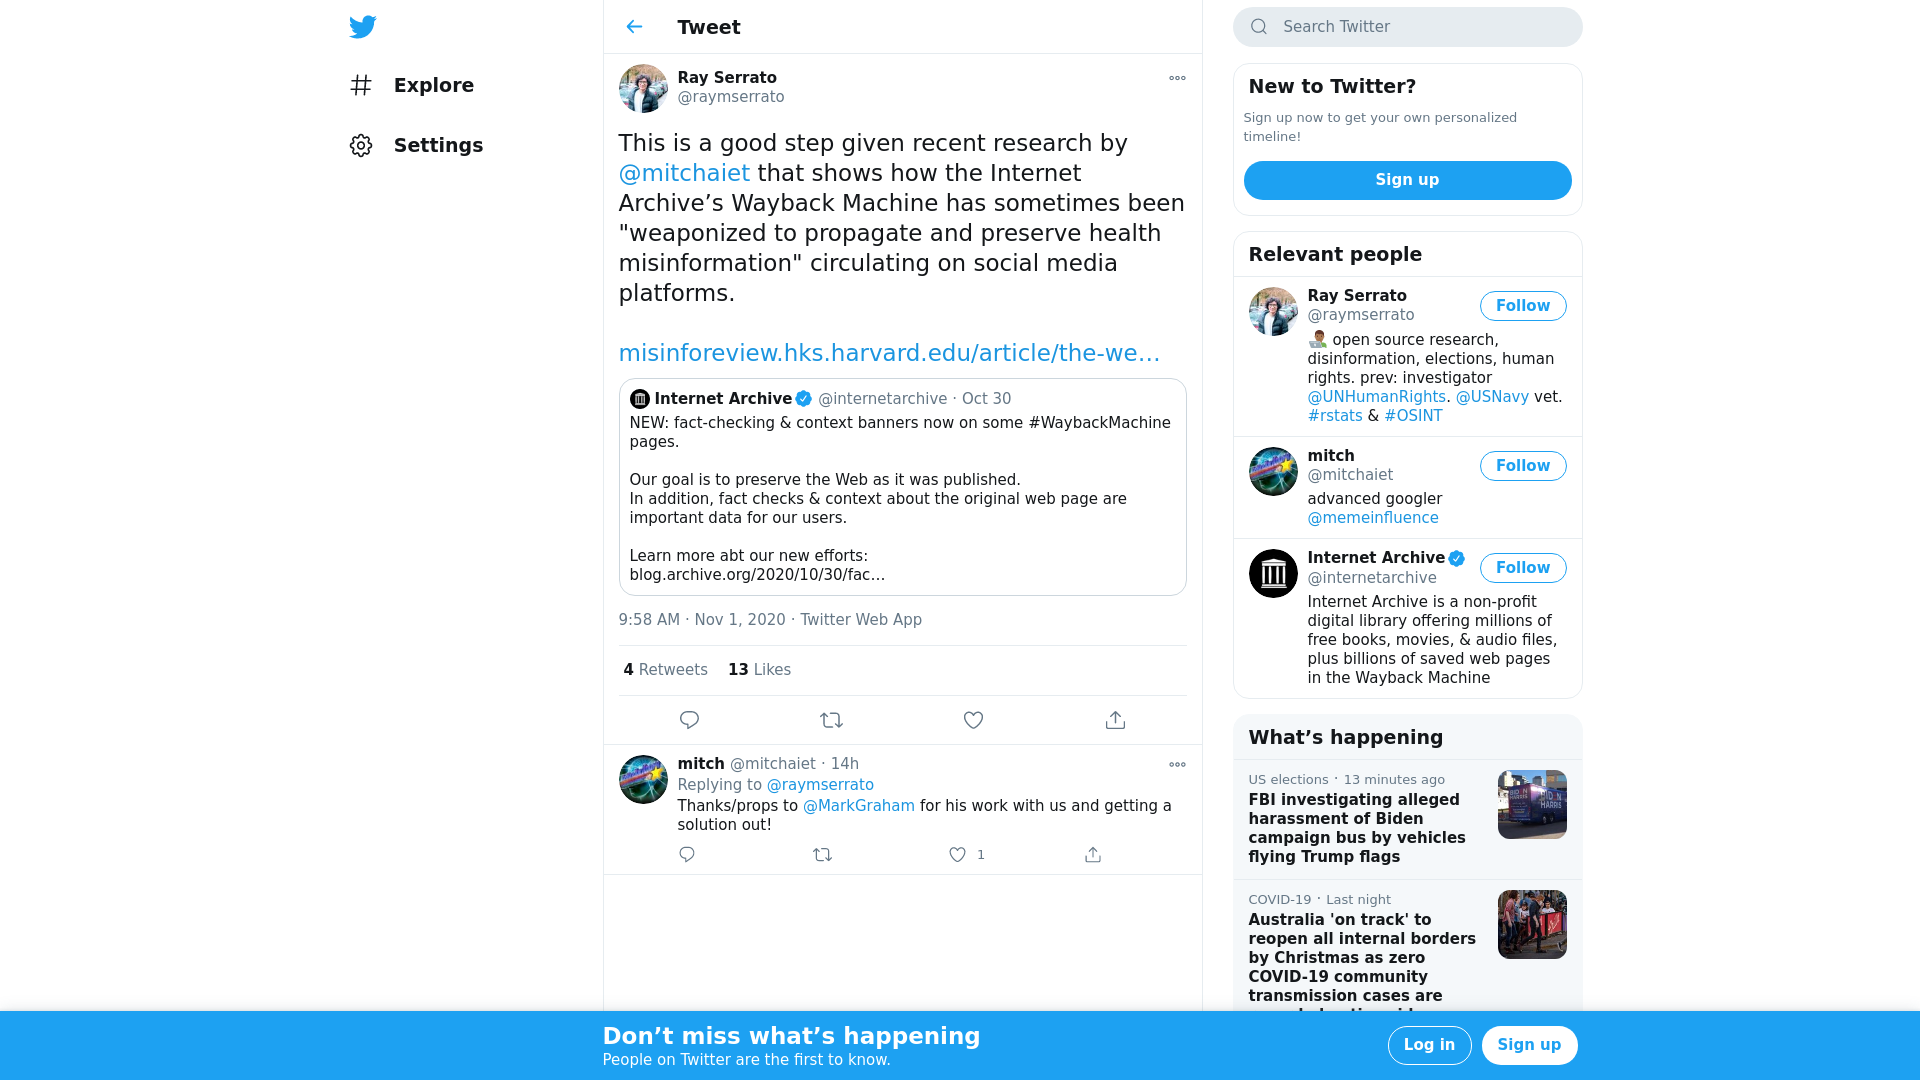 Explore
Settings
Tweet
Ray Serrato
@raymserrato
This is a good step given recent research by
@mitchaiet that shows how the Internet
Archive’s Wayback Machine has sometimes been
"weaponized to propagate and preserve health
misinformation" circulating on social media
platforms.
misinforeview.hks.harvard.edu/article/the-we…
Internet Archive @internetarchive · Oct 30
NEW: fact-checking & context banners now on some #WaybackMachine
pages.
Our goal is to preserve the Web as it was published.
In addition, fact checks & context about the original web page are
important data for our users.
Learn more abt our new efforts:
blog.archive.org/2020/10/30/fac…
9:58 AM · Nov 1, 2020 · Twitter Web App
4 Retweets 13 Likes
mitch @mitchaiet · 14h
Replying to @raymserrato
Thanks/props to @MarkGraham for his work with us and getting a
solution out!
1
Search Twitter
New to Twitter?
Sign up now to get your own personalized
timeline!
Sign up
Relevant people
Ray Serrato
@raymserrato
Follow
open source research,
disinformation, elections, human
rights. prev: investigator
@UNHumanRights. @USNavy vet.
#rstats & #OSINT
mitch
@mitchaiet
Follow
advanced googler
@memeinfluence
Internet Archive
@internetarchive
Follow
Internet Archive is a non-profit
digital library offering millions of
free books, movies, & audio files,
plus billions of saved web pages
in the Wayback Machine
What’s happening
US elections · 13 minutes ago
FBI investigating alleged
harassment of Biden
campaign bus by vehicles
flying Trump flags
COVID-19 · Last night
Australia 'on track' to
reopen all internal borders
by Christmas as zero
COVID-19 community
transmission cases are
Don’t miss what’s happening
People on Twitter are the first to know.
Log in
Sign up